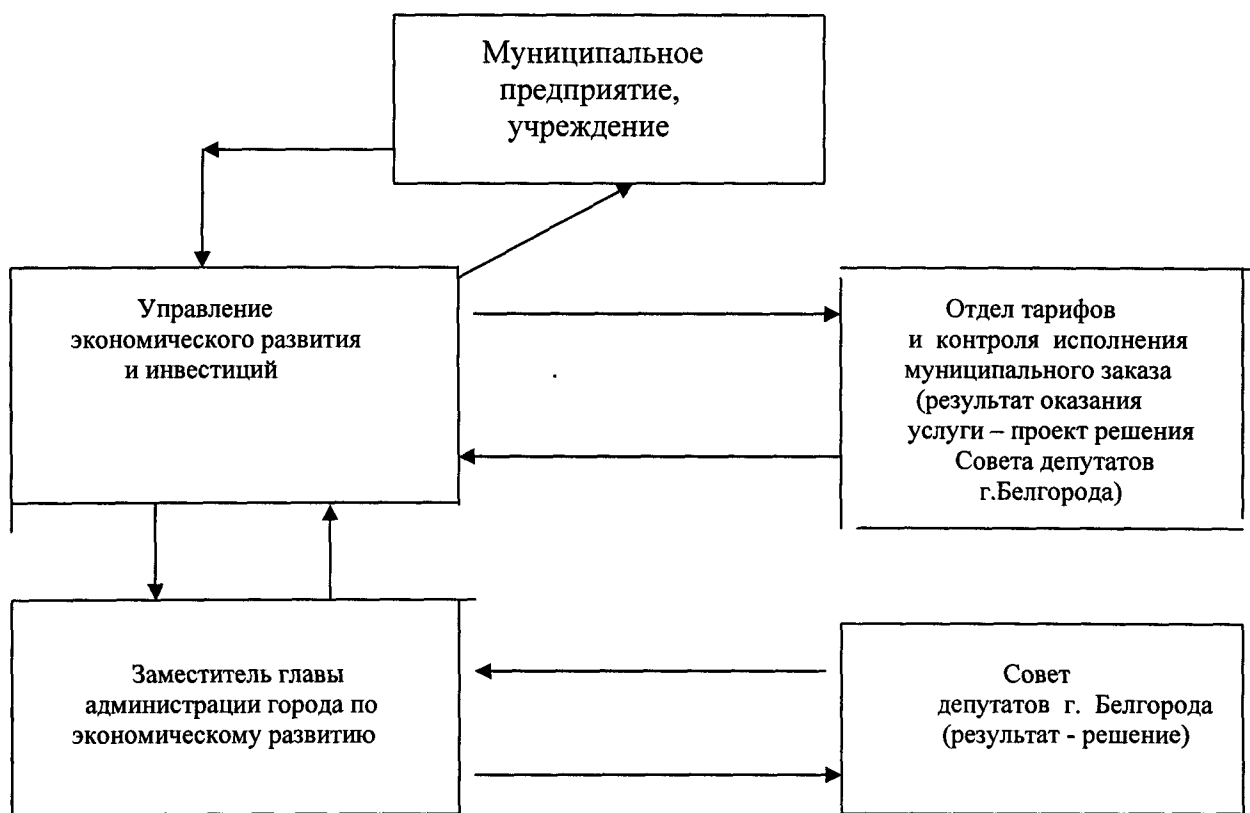 Муниципальное
предприятие,
учреждение
Управление
экономического развития
и инвестиций
Отдел тарифов
и контроля исполнения
муниципального заказа
(результат оказания
услуги – проект решения
Совета депутатов
г.Белгорода)
Заместитель главы
администрации города по
экономическому развитию
Совет
депутатов г. Белгорода
(результат - решение)